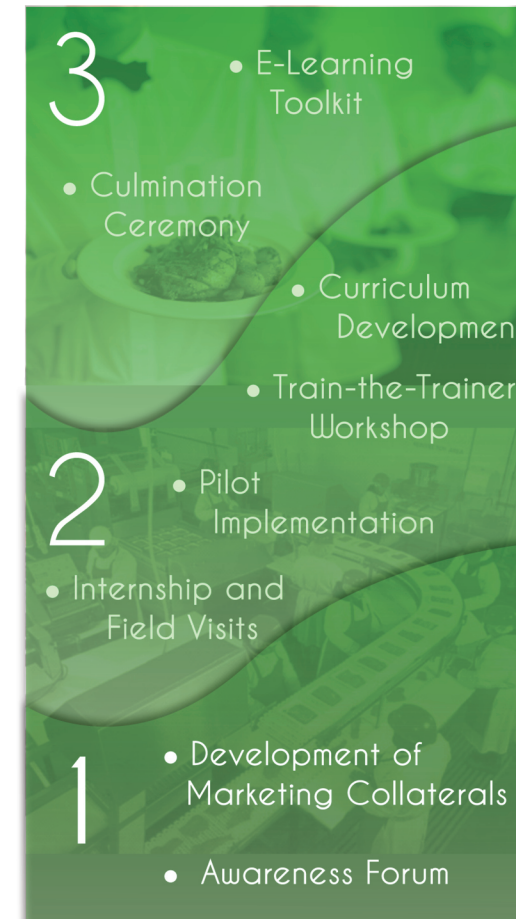 3
• E-Learning
Toolkit
• Culmination
Ceremony
• Curriculum
Developmen
• Train-the-Trainer
Workshop
2
• Pilot
Implementation
• Internship and
Field Visits
1
• Development of
Marketing Collaterals
• Awareness Forum